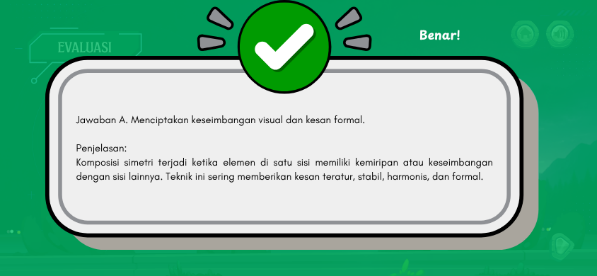 Benar!
EVALUASI
Jawaban A. Menciptakan keseimbangan visual dan kesan formal.
Penjelasan:
Komposisi simetri terjadi ketika elemen di satu sisi memiliki kemiripan atau keseimbangan
dengan sisi lainnya. Teknik ini sering memberikan kesan teratur, stabil, harmonis, dan formal.